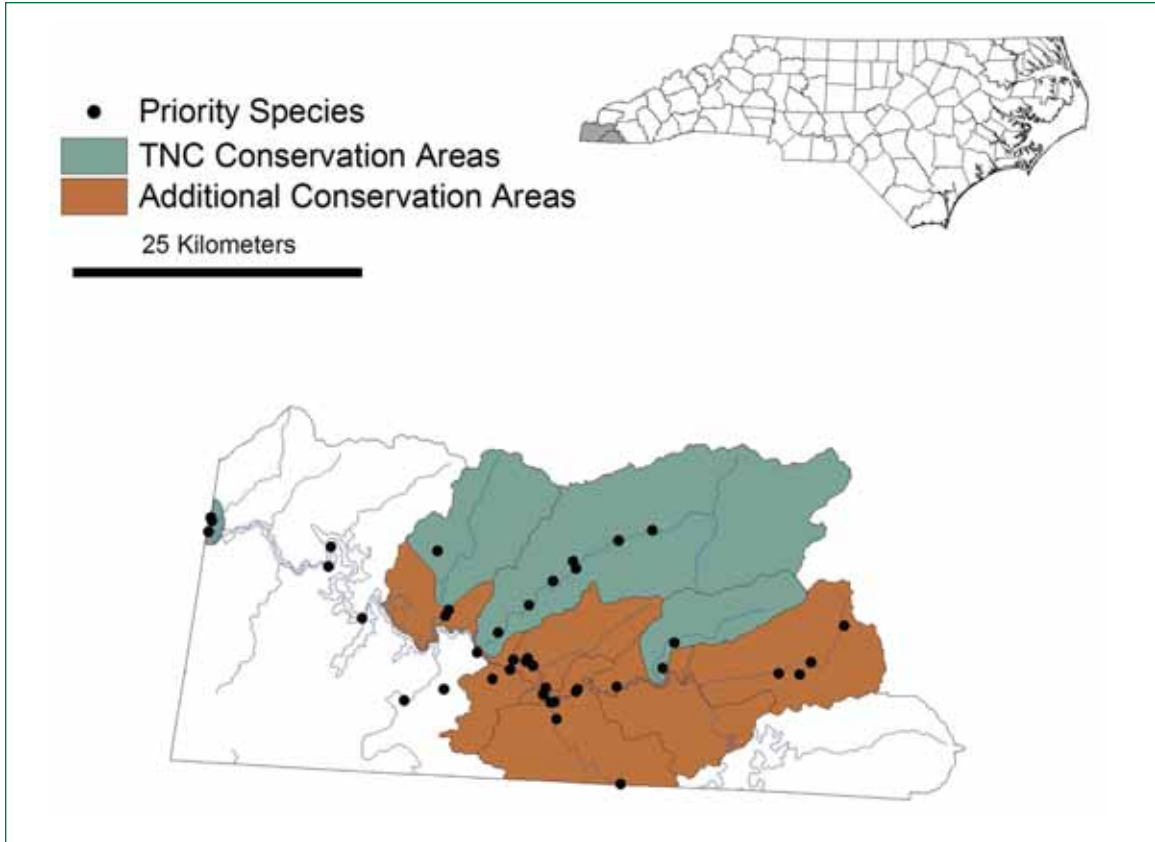 Priority Species
TNC Conservation Areas
Additional Conservation Areas
25 Kilometers